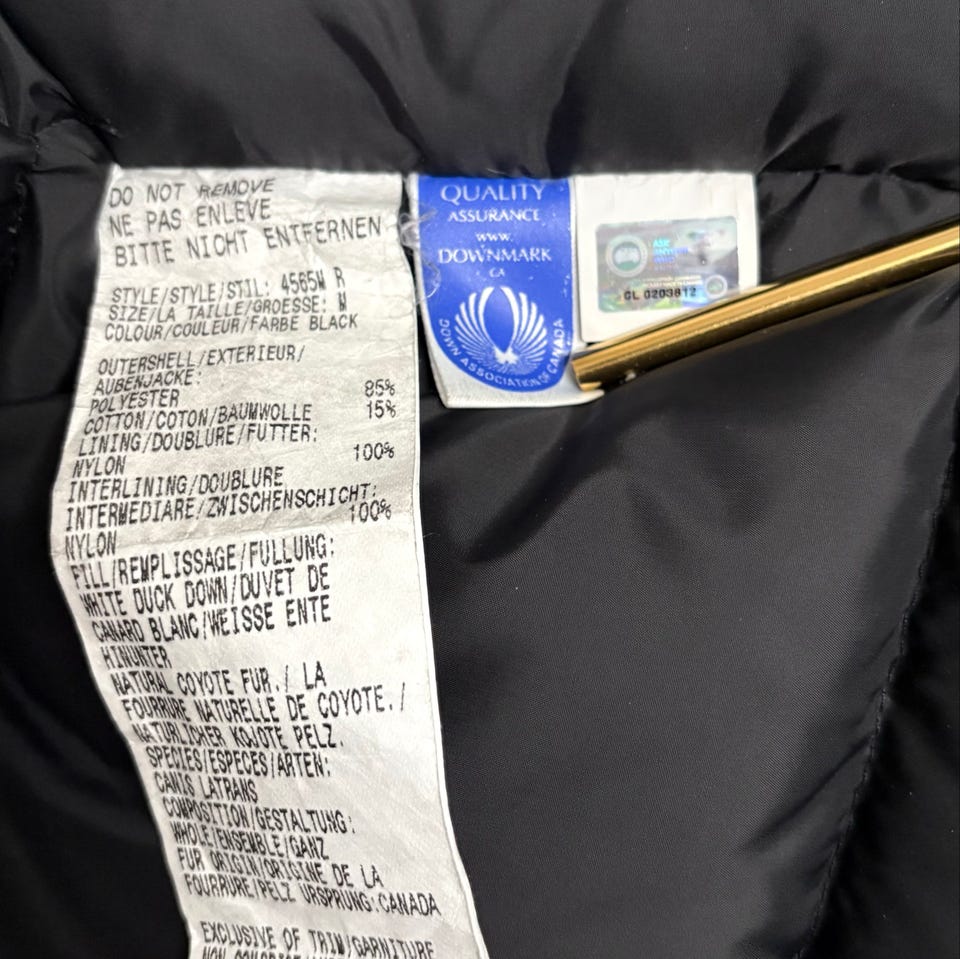 DO NOT REMOVE
NE PAS ENLEVE
BITTE NICHT ENTFERNEN
STYLE/STYLE/STIL: 4565M R
SIZE/LA TAILLE/GROESSE: M
COLOUR/COULEUR/FARBE BLACK
OUTERSHELL/EXTERIEUR/
AUBENJACKE:
POLYESTER 85%
COTTON/COTON/BAUMWOLLE 15%
LINING/DOUBLURE/FUTTER:
NYLON 100%
INTERLINING/DOUBLURE
INTERMEDIARE/ZWISCHENSCHICHT:
NYLON 100%
FILL/REMPLISSAGE/FULLUNG:
WHITE DUCK DOWN/DUVET DE
CANARD BLANC/WEISSE ENTE
HINUNTER
NATURAL COYOTE FUR./ LA
FOURRURE NATURELLE DE COYOTE./
NATURLICHER KOJOTE PELZ.
SPECIES/ESPECES/ARTEN:
CANIS LATRANS
COMPOSITION/GESTALTUNG:
WHOLE/ENSEMBLE/GANZ
FUR ORIGIN/ORIGINE DE LA
FOURRURE/PELZ URSPRUNG:CANADA
EXCLUSIVE OF TRIM/GARNITURE
QUALITY
ASSURANCE
www.
DOWNMARK
CA
DOWN ASSOCIATION OF CANADA
GL 0203812